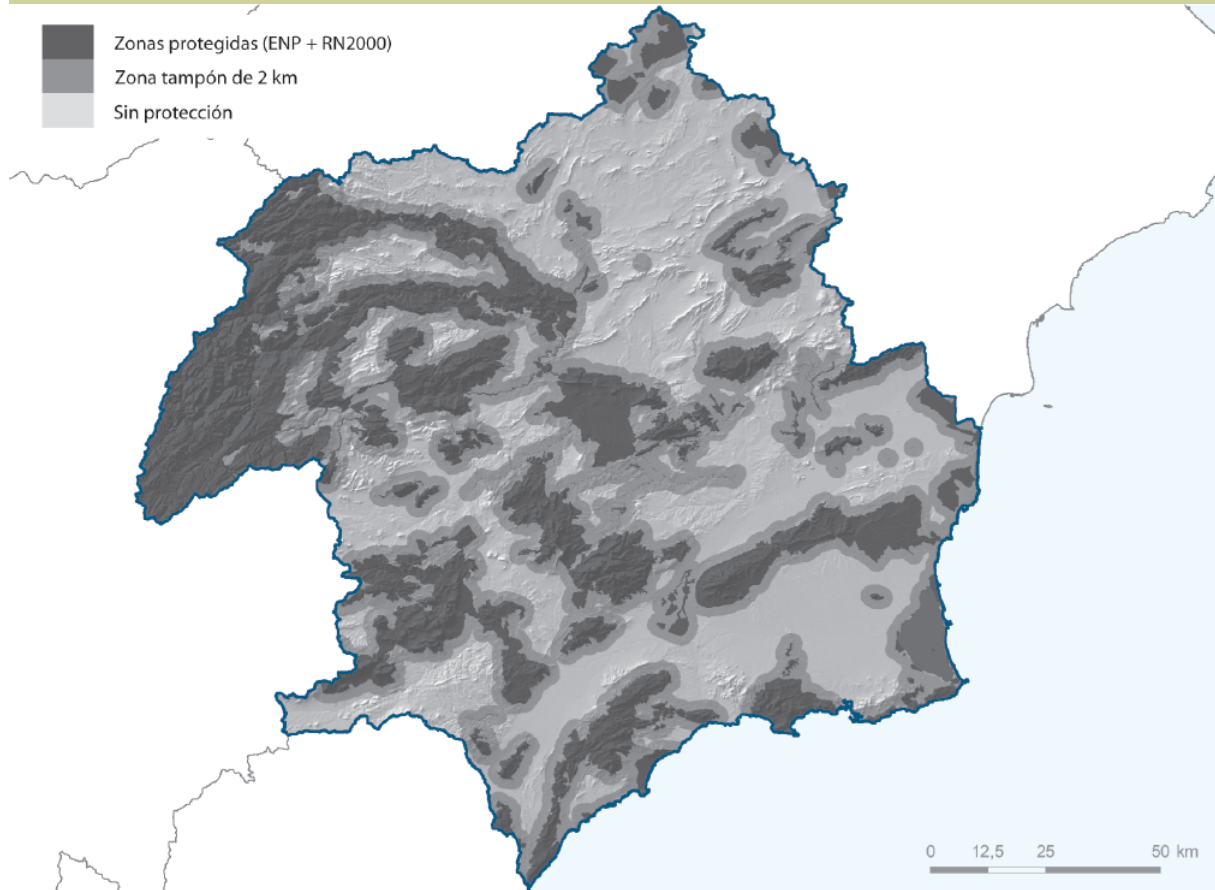 Zonas protegidas (ENP + RN2000)
Zona tampón de 2 km
Sin protección
0 12,5 25 50 km